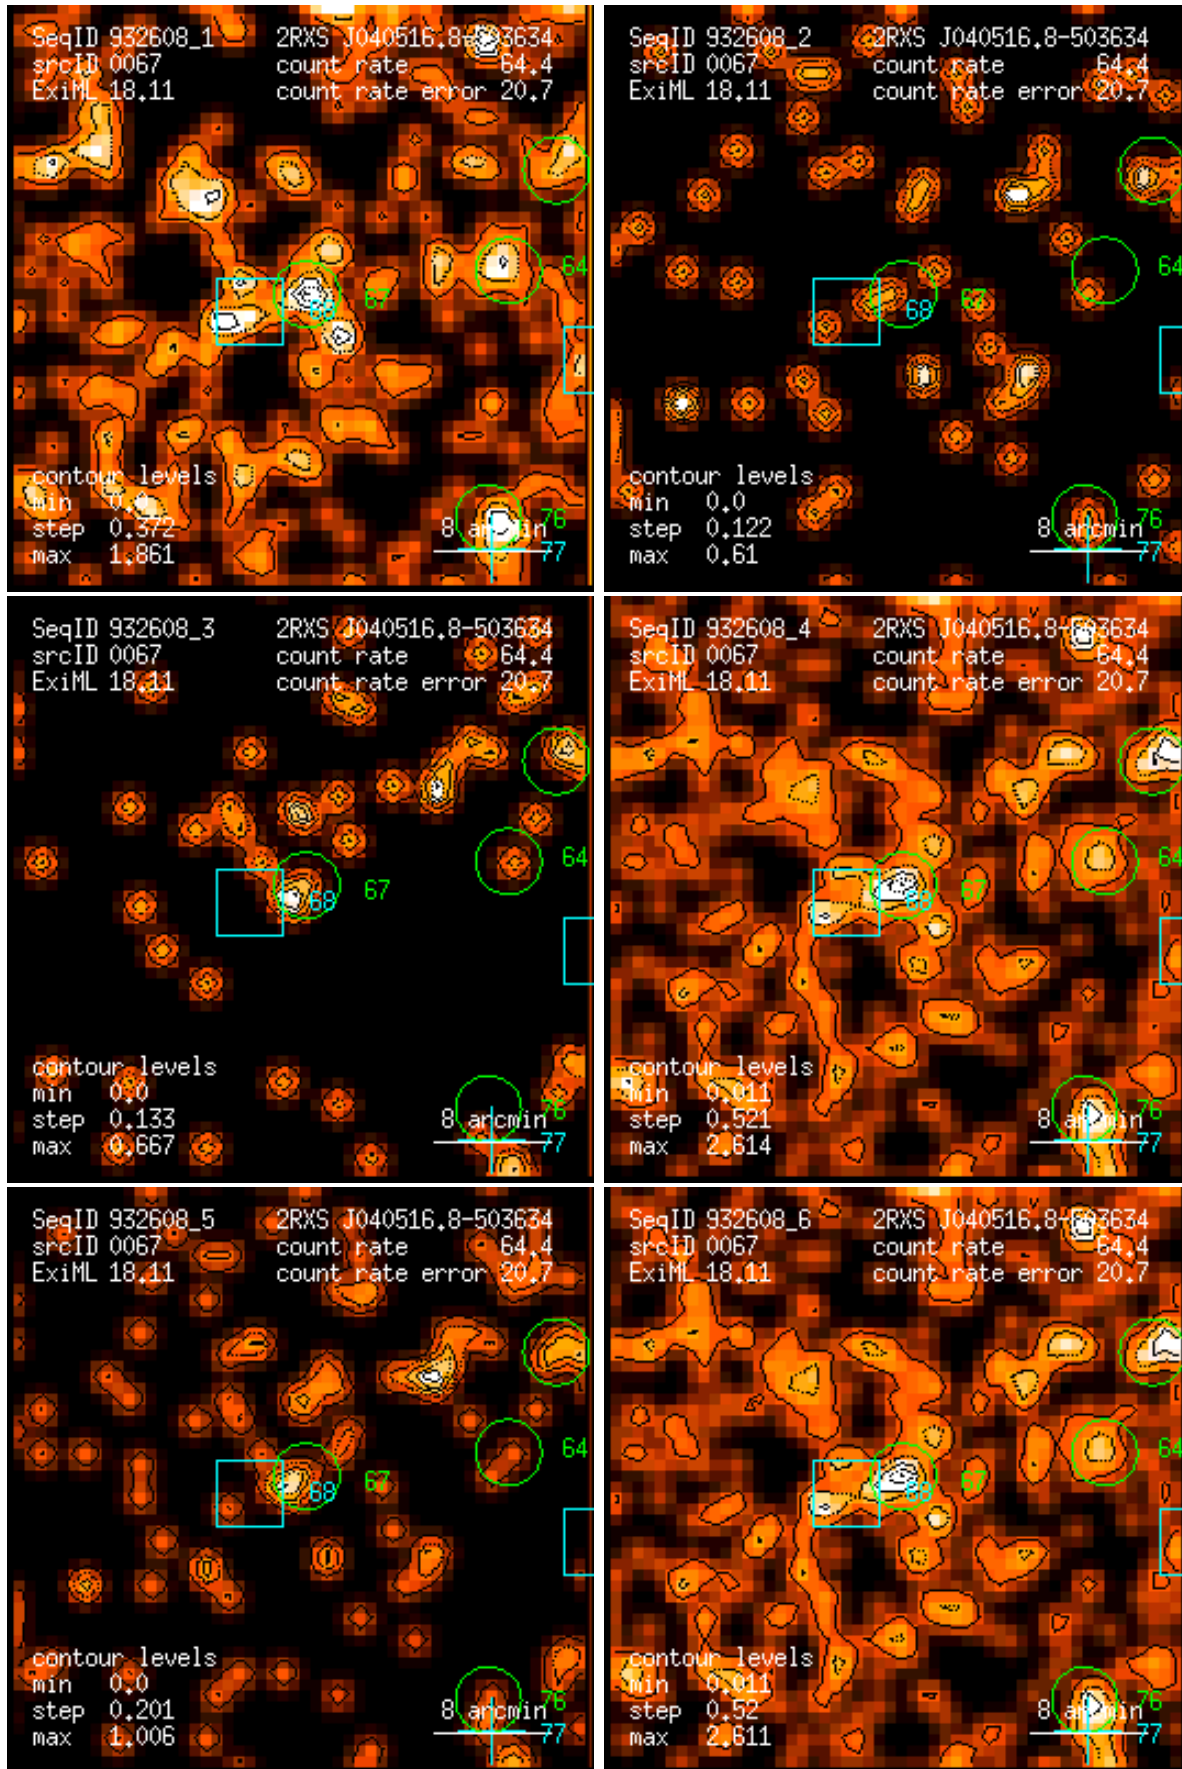 SeqID 932608_1 2RXS J040516.8-503634
srcID 0067 count rate 64.4
ExiML 18.11 count rate error 20.7
64
67
68
contour levels
min 0.0
step 0.372
max 1.861
76
8 arcmin
77
SeqID 932608_2 2RXS J040516.8-503634
srcID 0067 count rate 64.4
ExiML 18.11 count rate error 20.7
64
67
68
contour levels
min 0.0
step 0.122
max 0.61
76
8 arcmin
77
SeqID 932608_3 2RXS J040516.8-503634
srcID 0067 count rate 64.4
ExiML 18.11 count rate error 20.7
64
67
68
contour levels
min 0.0
step 0.133
max 0.667
76
8 arcmin
77
SeqID 932608_4 2RXS J040516.8-503634
srcID 0067 count rate 64.4
ExiML 18.11 count rate error 20.7
64
67
68
contour levels
min 0.011
step 0.521
max 2.614
76
8 arcmin
77
SeqID 932608_5 2RXS J040516.8-503634
srcID 0067 count rate 64.4
ExiML 18.11 count rate error 20.7
64
67
68
contour levels
min 0.0
step 0.201
max 1.006
76
8 arcmin
77
SeqID 932608_6 2RXS J040516.8-503634
srcID 0067 count rate 64.4
ExiML 18.11 count rate error 20.7
64
67
68
contour levels
min 0.011
step 0.52
max 2.611
76
8 arcmin
77